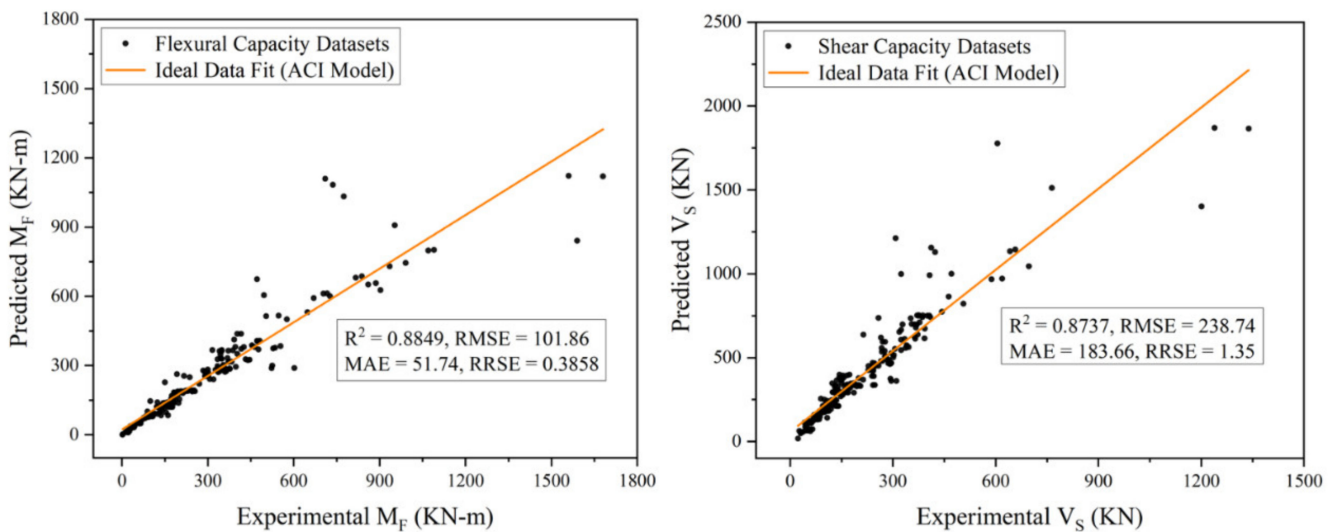 1800
1500
1200
900
600
300
0
Predicted M_F (KN-m)
Flexural Capacity Datasets
Ideal Data Fit (ACI Model)
R² = 0.8849, RMSE = 101.86
MAE = 51.74, RRSE = 0.3858
0 300 600 900 1200 1500 1800
Experimental M_F (KN-m)
2500
2000
1500
1000
500
0
Predicted V_S (KN)
Shear Capacity Datasets
Ideal Data Fit (ACI Model)
R² = 0.8737, RMSE = 238.74
MAE = 183.66, RRSE = 1.35
0 300 600 900 1200 1500
Experimental V_S (KN)